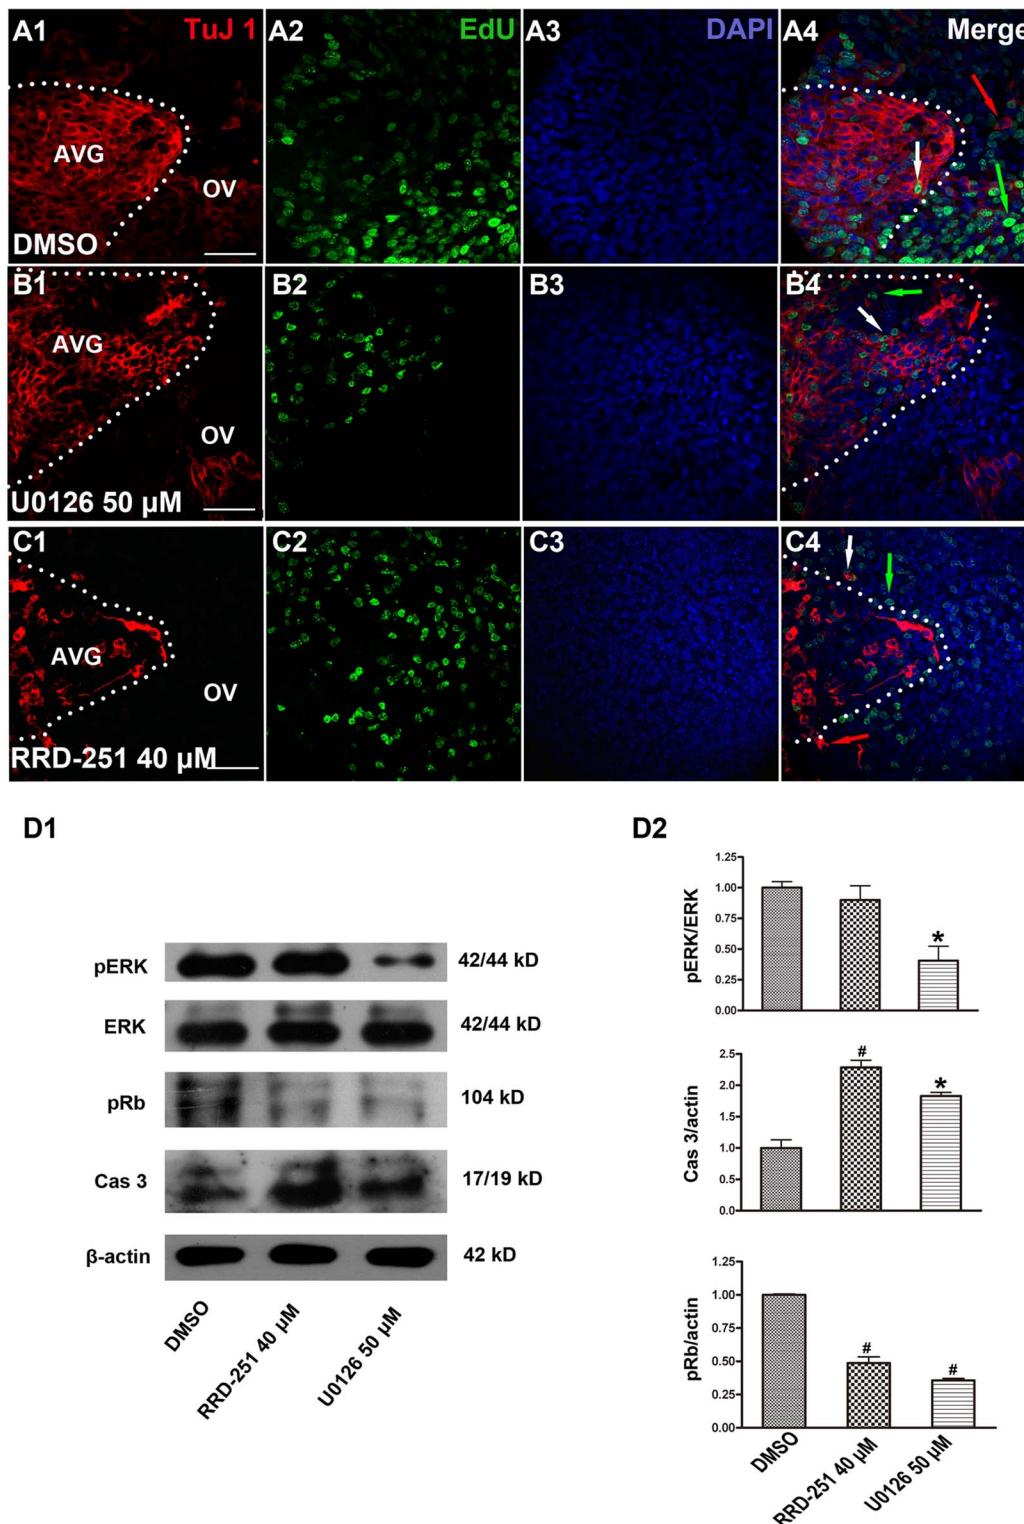 A1 TuJ 1 A2 EdU A3 DAPI A4 Merge
AVG
OV
DMSO
B1 B2 B3 B4
AVG
OV
U0126 50 µM
C1 C2 C3 C4
AVG
OV
RRD-251 40 µM
D1 D2
pERK 42/44 kD
ERK 42/44 kD
pRb 104 kD
Cas 3 17/19 kD
β-actin 42 kD
DMSO
RRD-251 40 µM
U0126 50 µM
pERK/ERK
1.25
1.00
0.75
0.50
0.25
0.00
*
Cas 3/actin
2.5
2.0
1.5
1.0
0.5
0.0
#
*
pRb/actin
1.25
1.00
0.75
0.50
0.25
0.00
#
#
DMSO
RRD-251 40 µM
U0126 50 µM